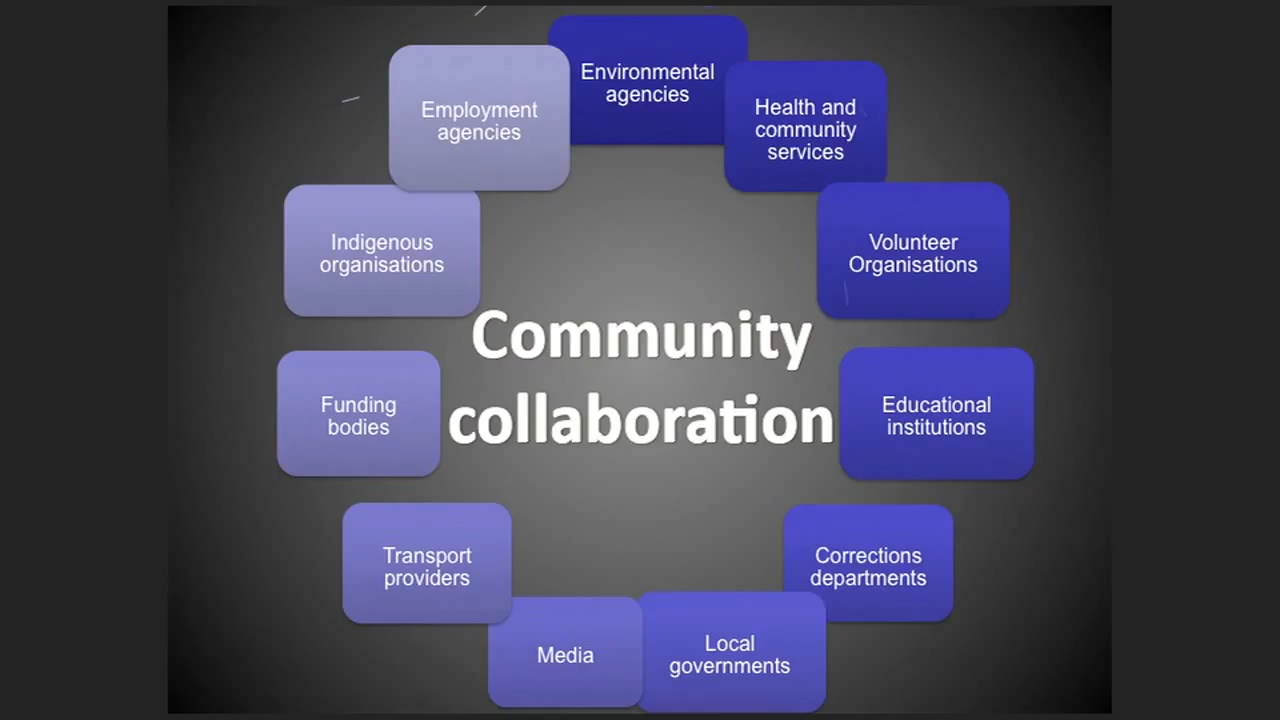 Environmental
agencies
Health and
community
services
Volunteer
Organisations
Educational
institutions
Corrections
departments
Local
governments
Media
Transport
providers
Funding
bodies
Indigenous
organisations
Employment
agencies
Community
collaboration